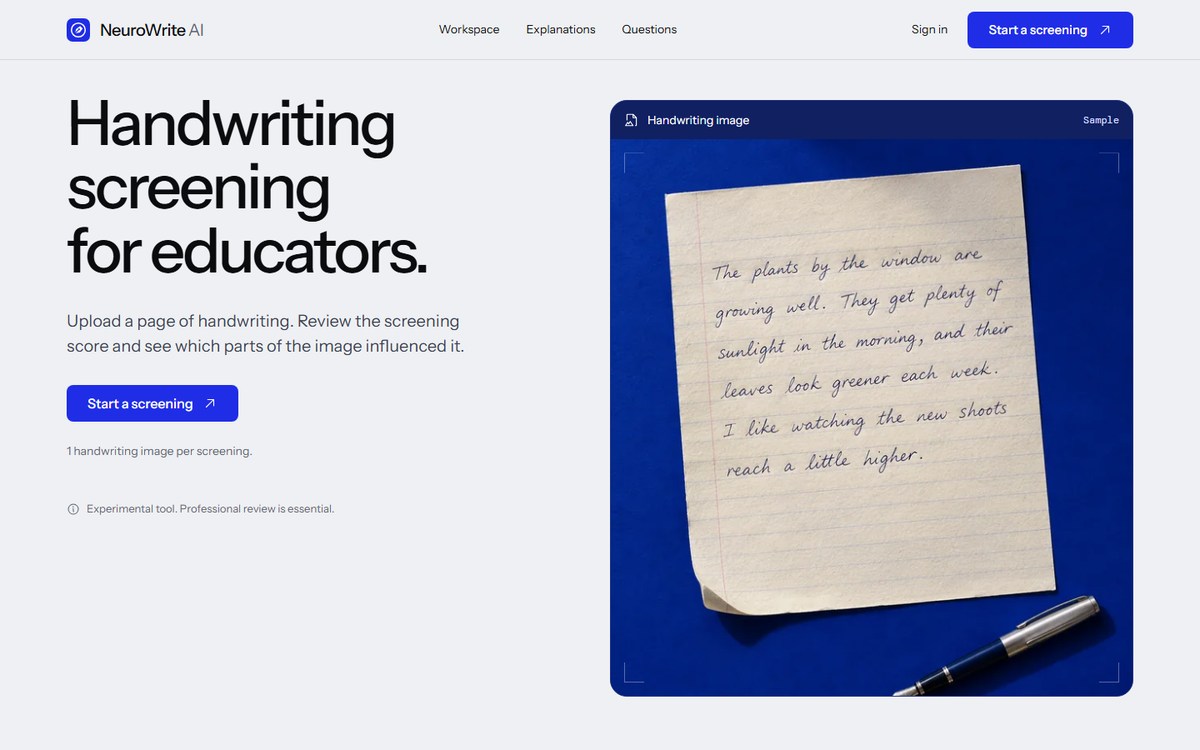 NeuroWrite AI
Workspace
Explanations
Questions
Sign in
Start a screening
Handwriting
screening
for educators.
Upload a page of handwriting. Review the screening
score and see which parts of the image influenced it.
Start a screening
1 handwriting image per screening.
Experimental tool. Professional review is essential.
Handwriting image
Sample
The plants by the window are
growing well. They get plenty of
sunlight in the morning, and their
leaves look greener each week.
I like watching the new shoots
reach a little higher.